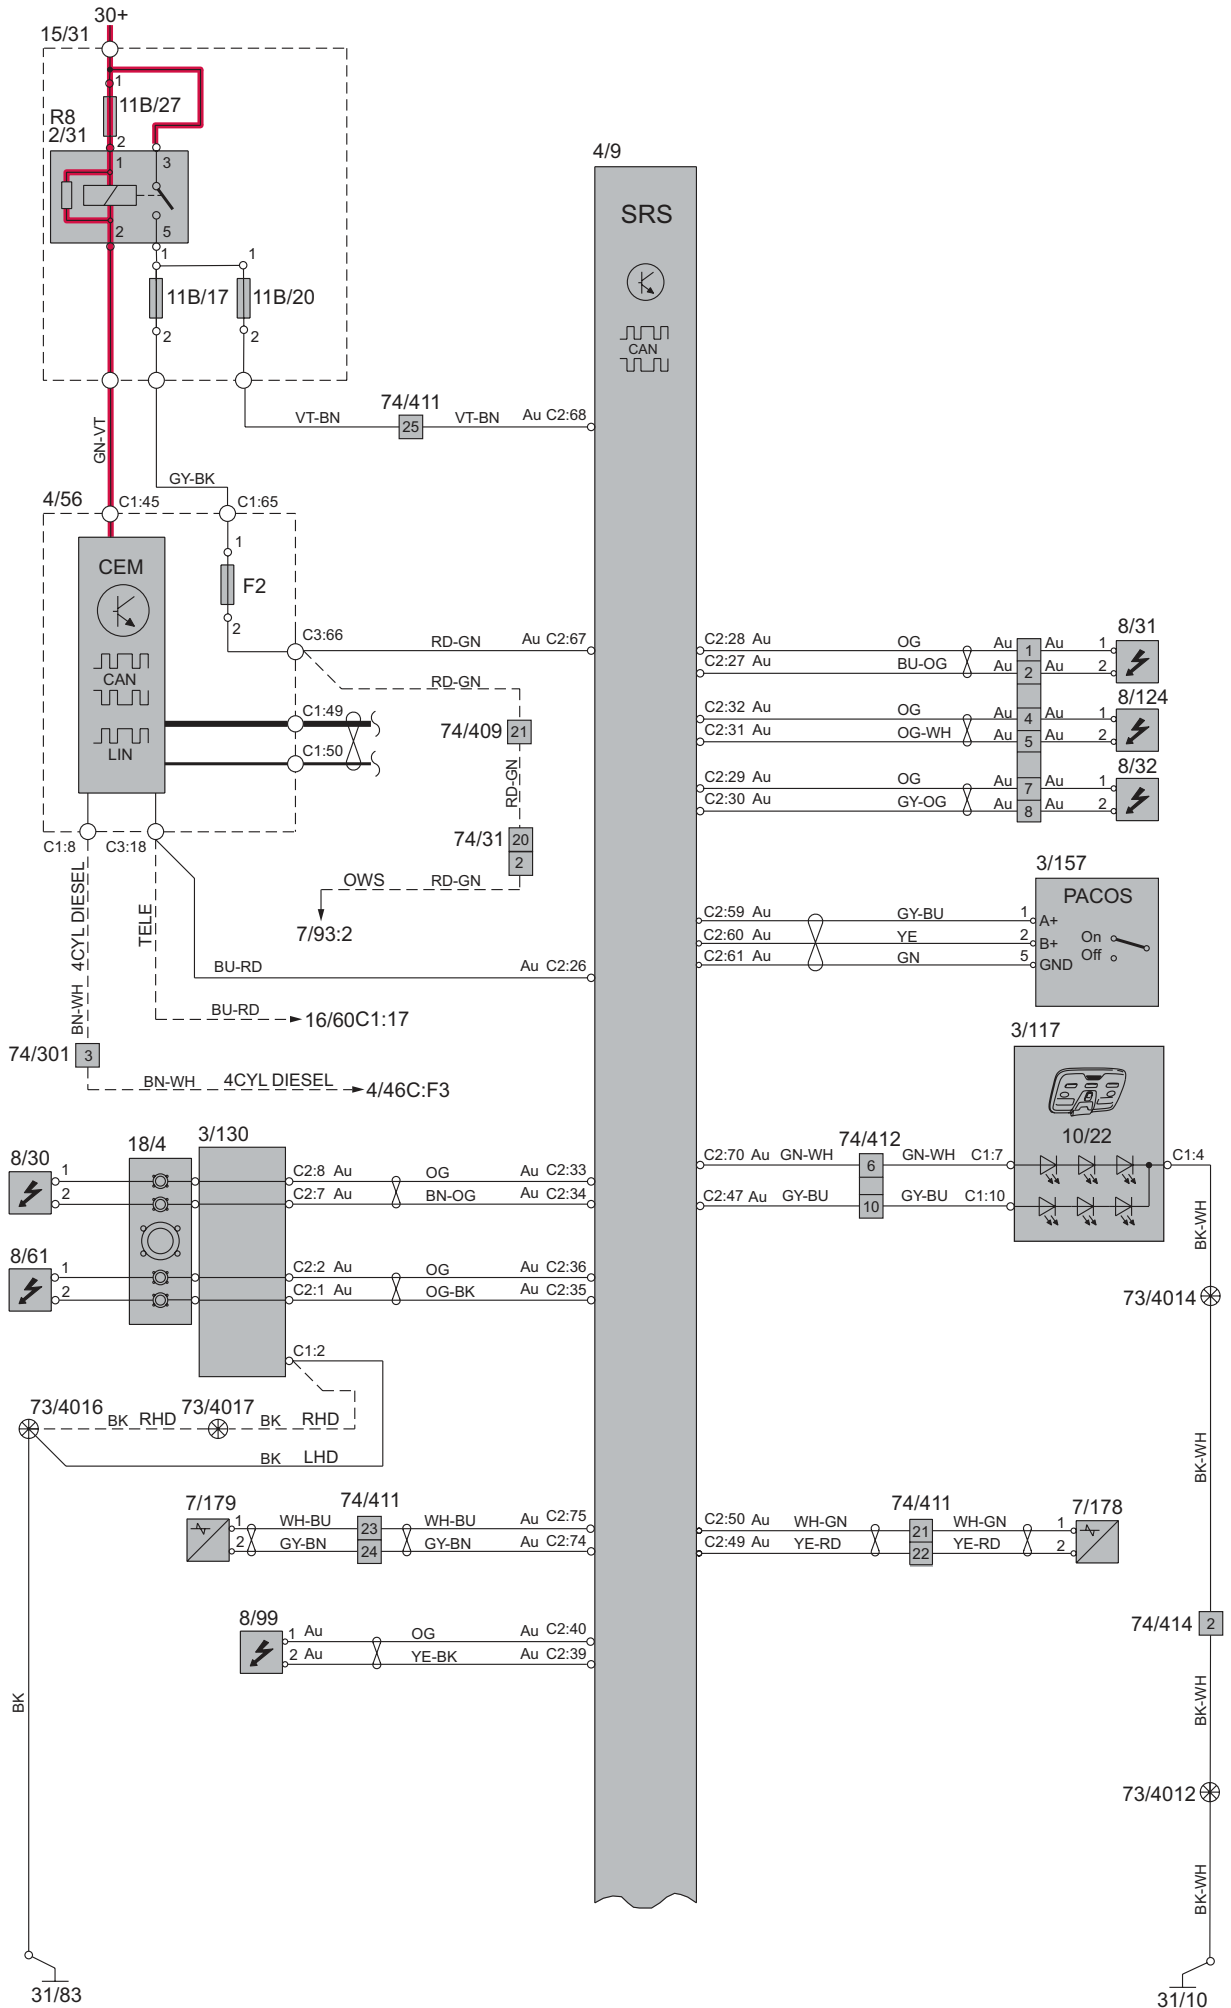 30+
15/31
1
11B/27
R8
2/31
2
1 3
2 5
1 1
11B/17 11B/20
2 2
GN-VT
VT-BN
74/411
25
VT-BN
Au C2:68
GY-BK
4/56
C1:45
C1:65
CEM
CAN
LIN
1
F2
2
C3:66
RD-GN
Au C2:67
RD-GN
C1:49
C1:50
74/409
21
RD-GN
74/31
20
2
OWS
RD-GN
7/93:2
C1:8
C3:18
4CYL DIESEL
BN-WH
TELE
BU-RD
Au C2:26
BU-RD
16/60C1:17
74/301
3
BN-WH
4CYL DIESEL
4/46C:F3
4/9
SRS
CAN
C2:28 Au OG Au 1 Au 1
8/31
C2:27 Au BU-OG Au 2 Au 2
C2:32 Au OG Au 4 Au 1
8/124
C2:31 Au OG-WH Au 5 Au 2
C2:29 Au OG Au 7 Au 1
8/32
C2:30 Au GY-OG Au 8 Au 2
3/157
PACOS
C2:59 Au GY-BU 1 A+
C2:60 Au YE 2 B+
C2:61 Au GN 5 GND
On
Off
3/117
10/22
74/412
C2:70 Au GN-WH 6 GN-WH C1:7
C1:4
C2:47 Au GY-BU 10 GY-BU C1:10
BK-WH
73/4014
BK-WH
8/30
18/4
3/130
1
2
C2:8 Au OG Au C2:33
C2:7 Au BN-OG Au C2:34
8/61
1
2
C2:2 Au OG Au C2:36
C2:1 Au OG-BK Au C2:35
C1:2
73/4016
BK RHD
73/4017
BK RHD
BK LHD
7/179
74/411
1 WH-BU 23 WH-BU Au C2:75
2 GY-BN 24 GY-BN Au C2:74
74/411
7/178
C2:50 Au WH-GN 21 WH-GN 1
C2:49 Au YE-RD 22 YE-RD 2
8/99
1 Au OG Au C2:40
2 Au YE-BK Au C2:39
74/414
2
BK
BK-WH
73/4012
BK-WH
31/83
31/10